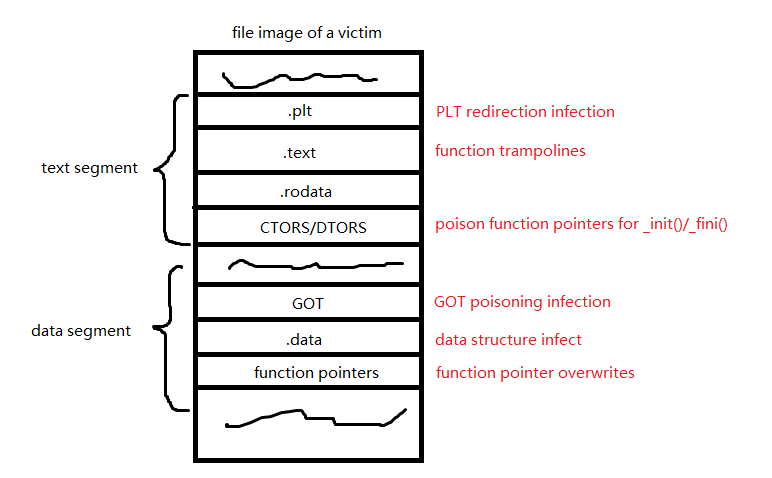 file image of a victim
.plt
PLT redirection infection
.text
function trampolines
text segment
.rodata
CTORS/DTORS
poison function pointers for _init()/_fini()
GOT
GOT poisoning infection
data segment
.data
data structure infect
function pointers
function pointer overwrites